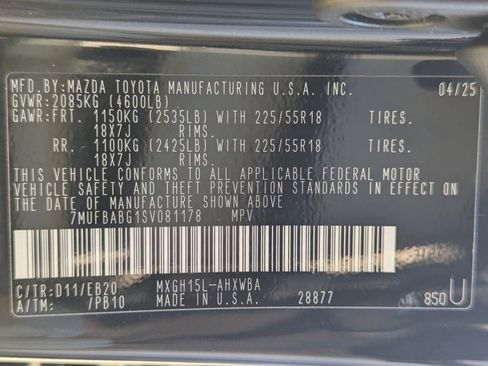 MFD.BY:MAZDA TOYOTA MANUFACTURING U.S.A. INC. 04/25
GVWR:2085KG (4600LB)
GAWR:FRT. 1150KG (2535LB) WITH 225/55R18 TIRES.
18X7J RIMS.
RR. 1100KG (2425LB) WITH 225/55R18 TIRES.
18X7J RIMS.
THIS VEHICLE CONFORMS TO ALL APPLICABLE FEDERAL MOTOR
VEHICLE SAFETY AND THEFT PREVENTION STANDARDS IN EFFECT ON
THE DATE OF MANUFACTURE SHOWN ABOVE.
7MUFBABG1SV081178 MPV
C/TR:D11/EB20 MXGH15L-AHXWBA
A/TM: /PB10 MADE IN U.S.A. 28877 850 U